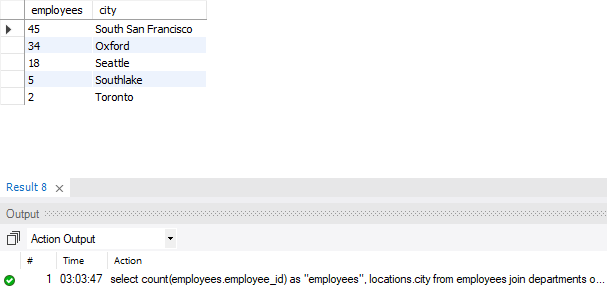 employees city
45 South San Francisco
34 Oxford
18 Seattle
5 Southlake
2 Toronto
Result 8 ×
Output
Action Output
# Time Action
1 03:03:47 select count(employees.employee_id) as "employees", locations.city from employees join departments o...